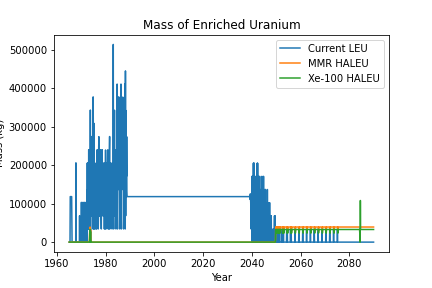 Mass of Enriched Uranium
Current LEU
MMR HALEU
Xe-100 HALEU
500000
400000
300000
200000
100000
0
1960
1980
2000
2020
2040
2060
2080
Year